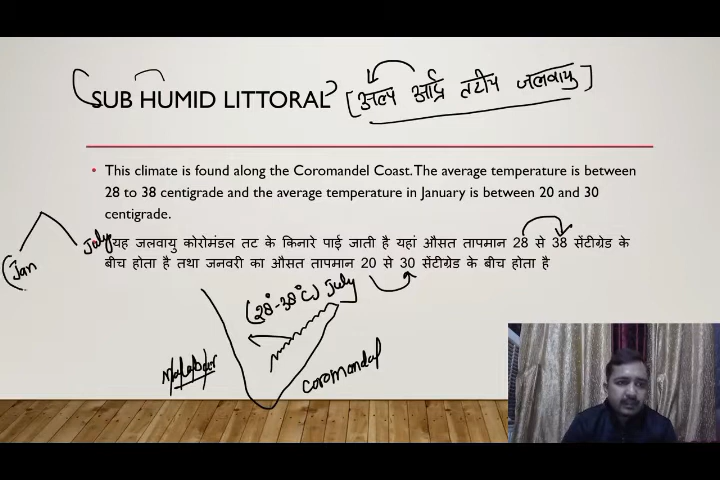 SUB HUMID LITTORAL [अल्प आर्द्र तटीय जलवायु]
This climate is found along the Coromandel Coast. The average temperature is between
28 to 38 centigrade and the average temperature in January is between 20 and 30
centigrade.
यह जलवायु कोरोमंडल तट के किनारे पाई जाती है यहां औसत तापमान 28 से 38 सेंटीग्रेड के
बीच होता है तथा जनवरी का औसत तापमान 20 से 30 सेंटीग्रेड के बीच होता है
July
Jan
(28°-38°C) July
Malabar
coromandal